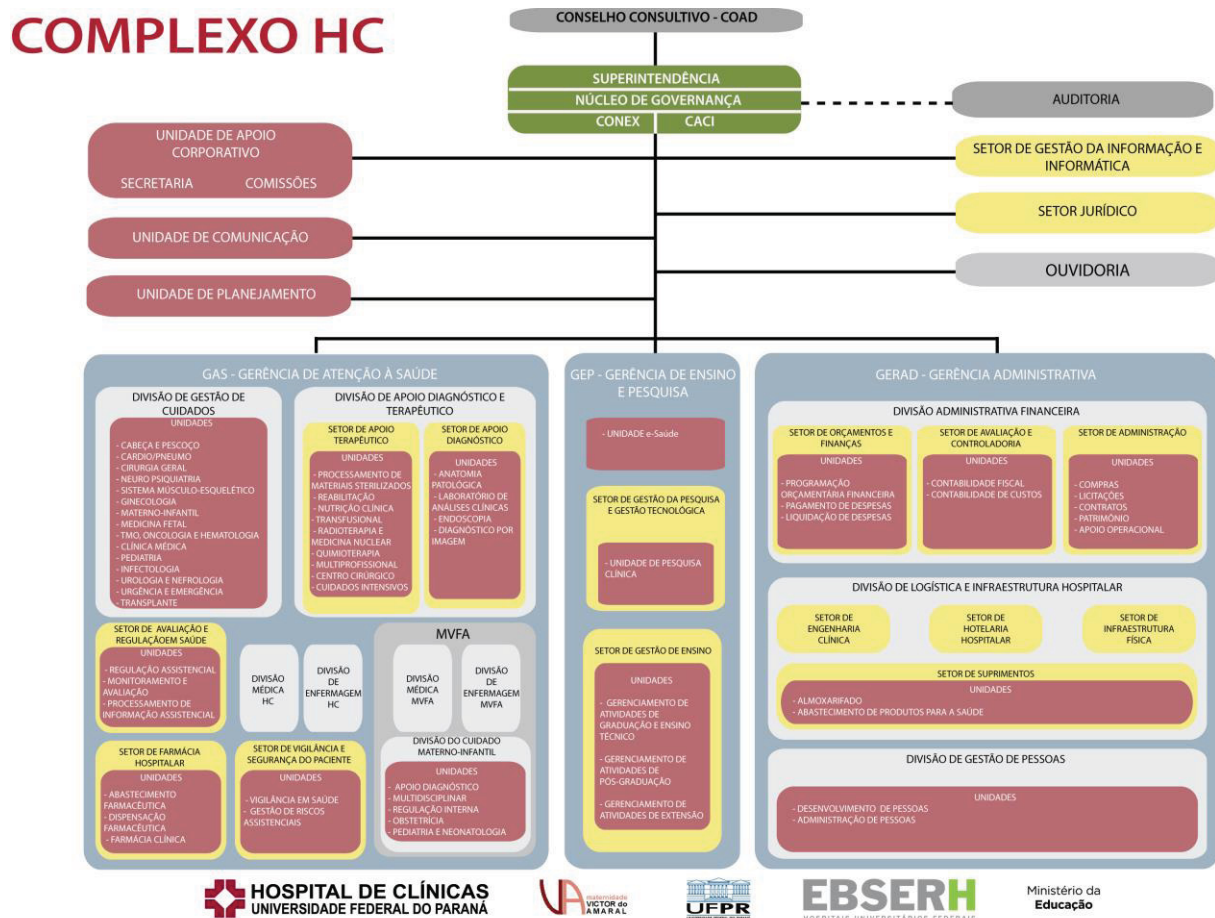 COMPLEXO HC
CONSELHO CONSULTIVO - COAD
SUPERINTENDÊNCIA
NÚCLEO DE GOVERNANÇA
CONEX CACI
AUDITORIA
UNIDADE DE APOIO
CORPORATIVO
SECRETARIA COMISSÕES
SETOR DE GESTÃO DA INFORMAÇÃO E
INFORMÁTICA
SETOR JURÍDICO
UNIDADE DE COMUNICAÇÃO
OUVIDORIA
UNIDADE DE PLANEJAMENTO
GAS - GERÊNCIA DE ATENÇÃO À SAÚDE
DIVISÃO DE GESTÃO DE
CUIDADOS
UNIDADES
- CABEÇA E PESCOÇO
- CARDIO/PNEUMO
- CIRURGIA GERAL
- NEURO PSIQUIATRIA
- SISTEMA MÚSCULO-ESQUELÉTICO
- GINECOLOGIA
- MATERNO-INFANTIL
- MEDICINA FETAL
- TMO, ONCOLOGIA E HEMATOLOGIA
- CLÍNICA MÉDICA
- PEDIATRIA
- INFECTOLOGIA
- UROLOGIA E NEFROLOGIA
- URGÊNCIA E EMERGÊNCIA
- TRANSPLANTE
DIVISÃO DE APOIO DIAGNÓSTICO E
TERAPÊUTICO
SETOR DE APOIO
TERAPÊUTICO
UNIDADES
- PROCESSAMENTO DE
MATERIAIS STERILIZADOS
- REABILITAÇÃO
- NUTRIÇÃO CLÍNICA
- TRANSFUSIONAL
- RADIOTERAPIA E
MEDICINA NUCLEAR
- QUIMIOTERAPIA
- MULTIPROFISSIONAL
- CENTRO CIRÚRGICO
- CUIDADOS INTENSIVOS
SETOR DE APOIO
DIAGNÓSTICO
UNIDADES
- ANATOMIA
PATOLÓGICA
- LABORATÓRIO DE
ANÁLISES CLÍNICAS
- ENDOSCOPIA
- DIAGNÓSTICO POR
IMAGEM
SETOR DE AVALIAÇÃO E
REGULAÇÃOEM SAÚDE
UNIDADES
- REGULAÇÃO ASSISTENCIAL
- MONITORAMENTO E
AVALIAÇÃO
- PROCESSAMENTO DE
INFORMAÇÃO ASSISTENCIAL
DIVISÃO
MÉDICA
HC
DIVISÃO
DE
ENFERMAGEM
HC
MVFA
DIVISÃO
MÉDICA
MVFA
DIVISÃO
DE
ENFERMAGEM
MVFA
DIVISÃO DO CUIDADO
MATERNO-INFANTIL
UNIDADES
- APOIO DIAGNÓSTICO
- MULTIDISCIPLINAR
- REGULAÇÃO INTERNA
- OBSTETRÍCIA
- PEDIATRIA E NEONATOLOGIA
SETOR DE FARMÁCIA
HOSPITALAR
UNIDADES
- ABASTECIMENTO
FARMACÊUTICA
- DISPENSAÇÃO
FARMACÊUTICA
- FARMÁCIA CLÍNICA
SETOR DE VIGILÂNCIA E
SEGURANÇA DO PACIENTE
UNIDADES
- VIGILÂNCIA EM SAÚDE
- GESTÃO DE RISCOS
ASSISTENCIAIS
GEP - GERÊNCIA DE ENSINO
E PESQUISA
- UNIDADE e-Saúde
SETOR DE GESTÃO DA PESQUISA
E GESTÃO TECNOLÓGICA
- UNIDADE DE PESQUISA
CLÍNICA
SETOR DE GESTÃO DE ENSINO
UNIDADES
- GERENCIAMENTO DE
ATIVIDADES DE
GRADUAÇÃO E ENSINO
TÉCNICO
- GERENCIAMENTO DE
ATIVIDADES DE
PÓS-GRADUAÇÃO
- GERENCIAMENTO DE
ATIVIDADES DE EXTENSÃO
GERAD - GERÊNCIA ADMINISTRATIVA
DIVISÃO ADMINISTRATIVA FINANCEIRA
SETOR DE ORÇAMENTOS E
FINANÇAS
UNIDADES
- PROGRAMAÇÃO
ORÇAMENTÁRIA FINANCEIRA
- PAGAMENTO DE DESPESAS
- LIQUIDAÇÃO DE DESPESAS
SETOR DE AVALIAÇÃO E
CONTROLADORIA
UNIDADES
- CONTABILIDADE FISCAL
- CONTABILIDADE DE CUSTOS
SETOR DE ADMINISTRAÇÃO
UNIDADES
- COMPRAS
- LICITAÇÕES
- CONTRATOS
- PATRIMÔNIO
- APOIO OPERACIONAL
DIVISÃO DE LOGÍSTICA E INFRAESTRUTURA HOSPITALAR
SETOR DE
ENGENHARIA
CLÍNICA
SETOR DE
HOTELARIA
HOSPITALAR
SETOR DE
INFRAESTRUTURA
FÍSICA
SETOR DE SUPRIMENTOS
UNIDADES
- ALMOXARIFADO
- ABASTECIMENTO DE PRODUTOS PARA A SAÚDE
DIVISÃO DE GESTÃO DE PESSOAS
UNIDADES
- DESENVOLVIMENTO DE PESSOAS
- ADMINISTRAÇÃO DE PESSOAS
HOSPITAL DE CLÍNICAS
UNIVERSIDADE FEDERAL DO PARANÁ
maternidade
VICTOR do
AMARAL
UFPR
EBSERH
HOSPITAIS UNIVERSITÁRIOS FEDERAIS
Ministério da
Educação